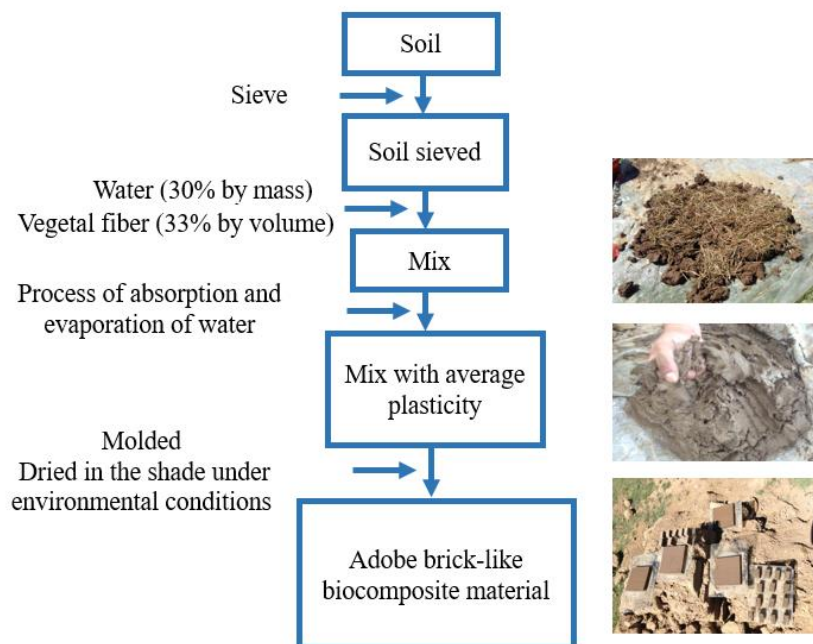 Soil
Sieve
Soil sieved
Water (30% by mass)
Vegetal fiber (33% by volume)
Mix
Process of absorption and
evaporation of water
Mix with average
plasticity
Molded
Dried in the shade under
environmental conditions
Adobe brick-like
biocomposite material